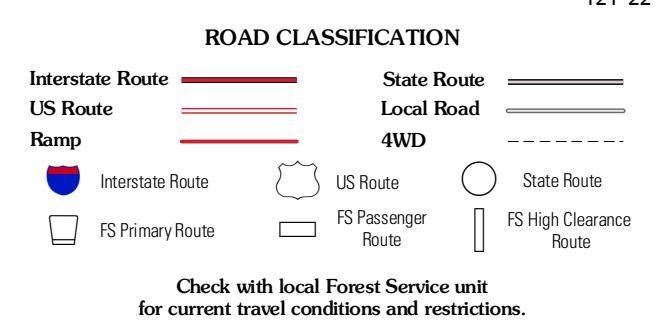 ROAD CLASSIFICATION
Interstate Route
State Route
US Route
Local Road
Ramp
4WD
Interstate Route
US Route
State Route
FS Primary Route
FS Passenger
Route
FS High Clearance
Route
Check with local Forest Service unit
for current travel conditions and restrictions.